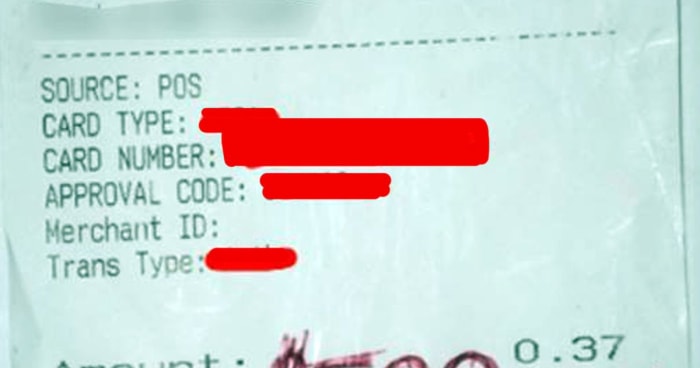 SOURCE: POS
CARD TYPE:
CARD NUMBER:
APPROVAL CODE:
Merchant ID:
Trans Type:
Amount: 0.37